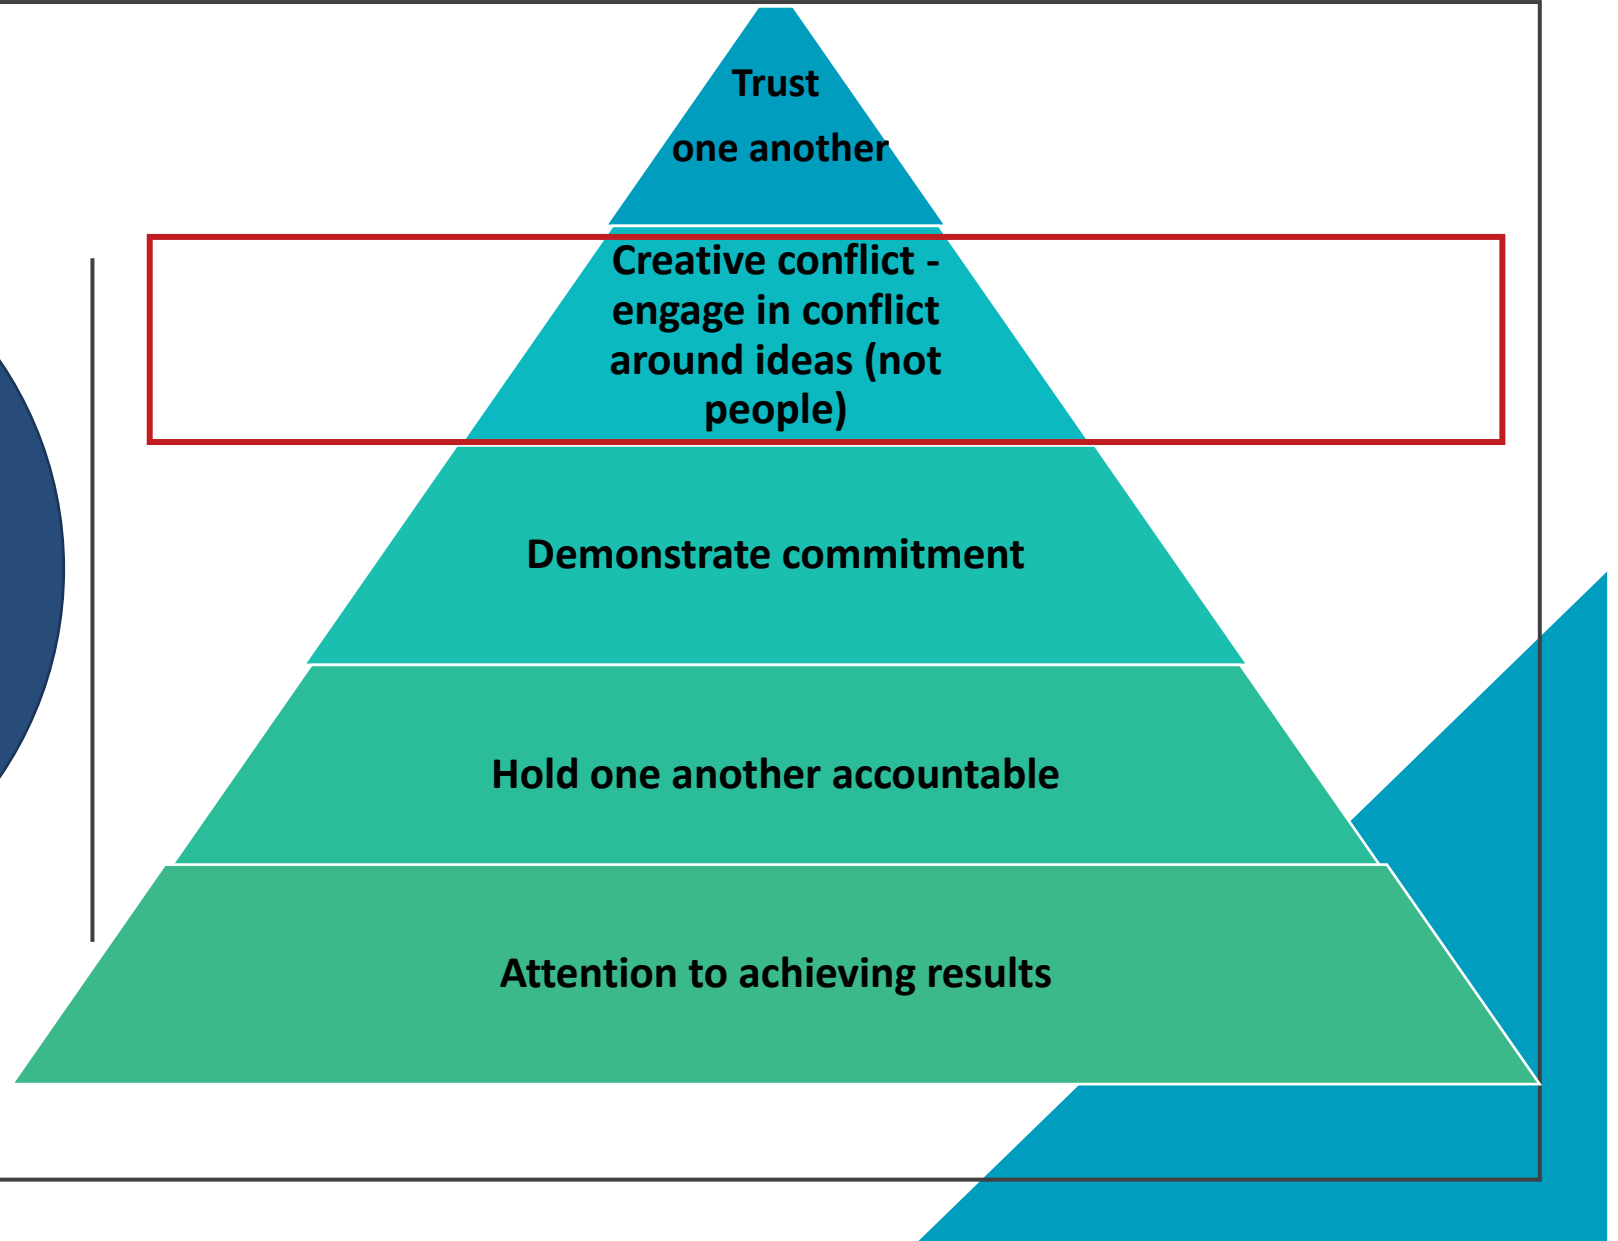 Trust
one another
Creative conflict -
engage in conflict
around ideas (not
people)
Demonstrate commitment
Hold one another accountable
Attention to achieving results